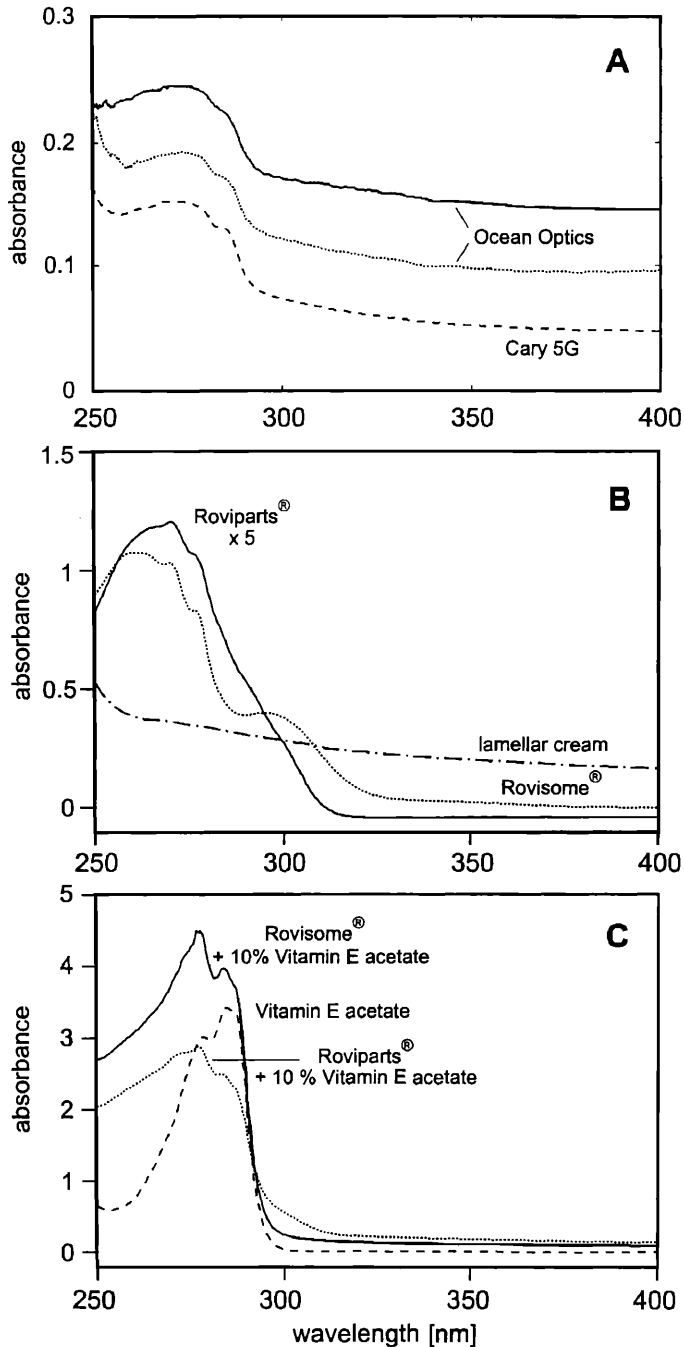 0.3
A
0.2
absorbance
Ocean Optics
0.1
Cary 5G
0
250
300
350
400
1.5
B
Roviparts®
x 5
1
absorbance
0.5
lamellar cream
Rovisome®
0
250
300
350
400
5
C
Rovisome®
+ 10% Vitamin E acetate
4
Vitamin E acetate
3
Roviparts®
+ 10 % Vitamin E acetate
absorbance
2
1
0
250
300
350
400
wavelength [nm]